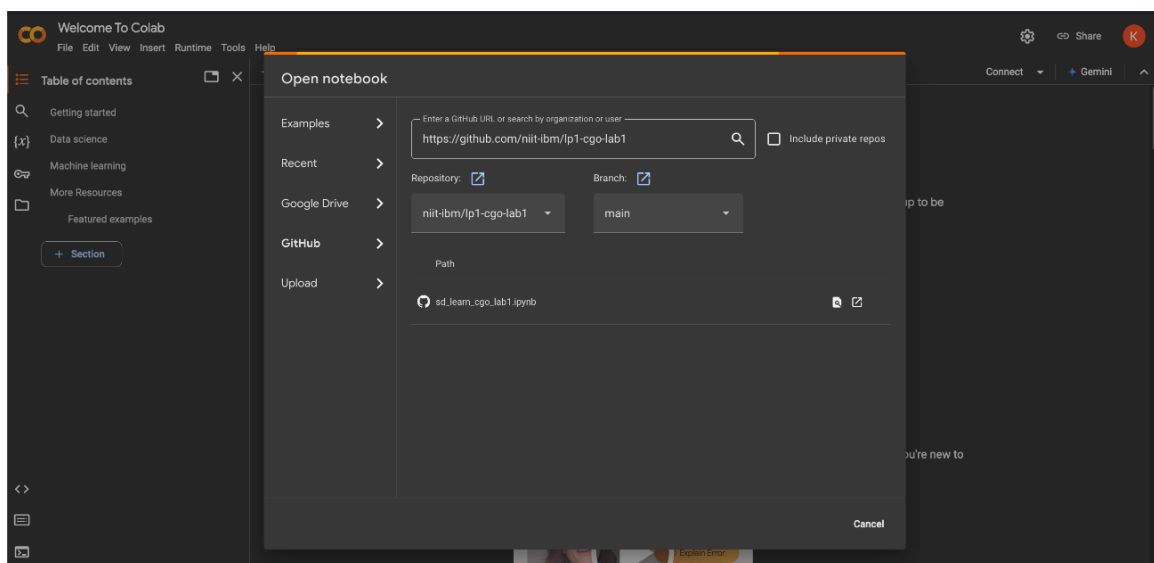 Welcome To Colab
File Edit View Insert Runtime Tools Help
Share
K
Table of contents
Connect
Gemini
Getting started
Data science
Machine learning
More Resources
Featured examples
+ Section
{x}
Open notebook
Examples
Recent
Google Drive
GitHub
Upload
Enter a GitHub URL or search by organization or user
https://github.com/niit-ibm/lp1-cgo-lab1
Include private repos
Repository:
Branch:
niit-ibm/lp1-cgo-lab1
main
Path
sd_learn_cgo_lab1.ipynb
Cancel
to be
you're new to
Explain Error